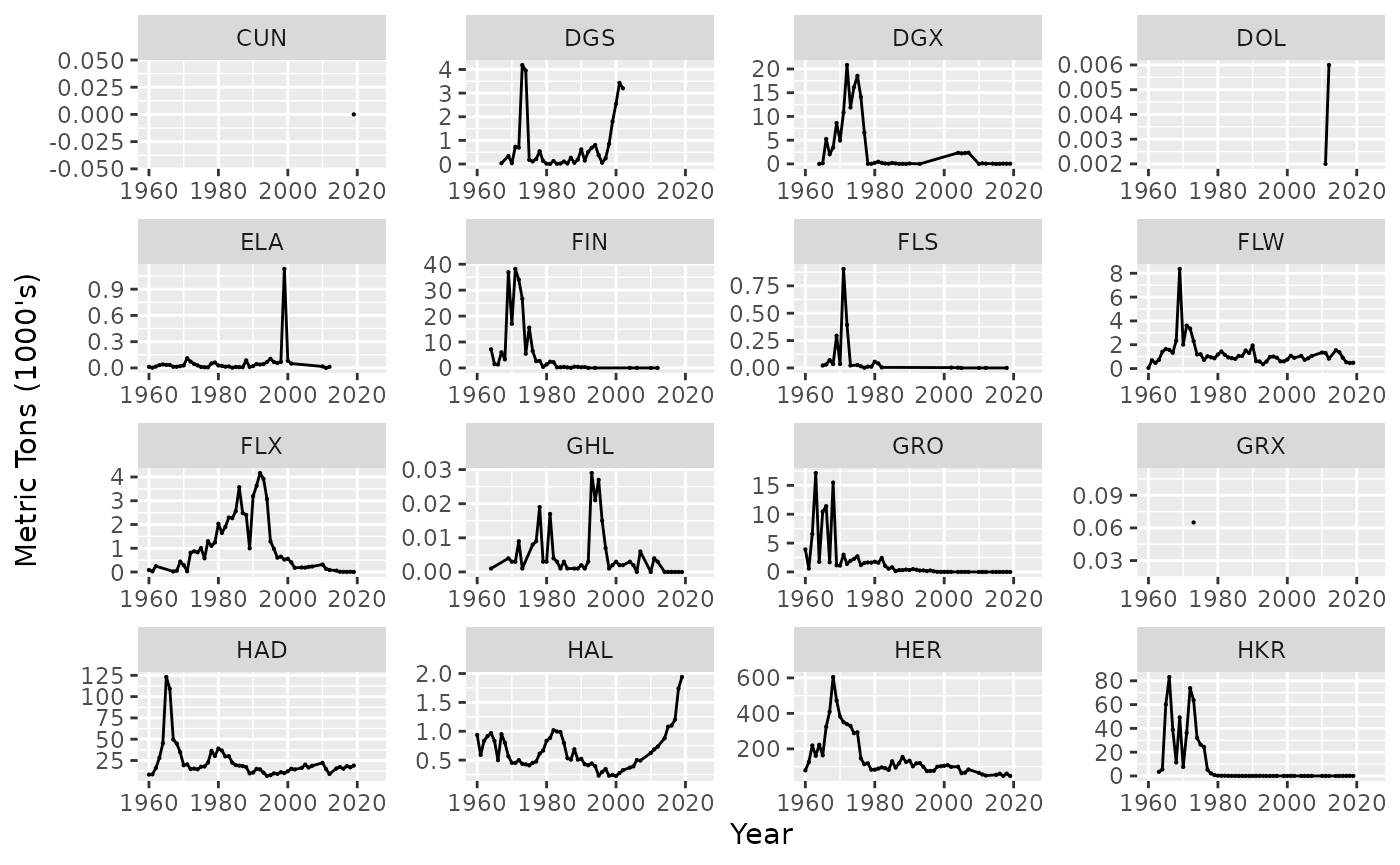 CUN DGS DGX DOL
0.050 4 20 0.006
0.025 3 15 0.005
0.000 2 10 0.004
-0.025 1 5 0.003
-0.050 0 0 0.002
1960 1980 2000 2020 1960 1980 2000 2020 1960 1980 2000 2020 1960 1980 2000 2020
ELA FIN FLS FLW
0.9 40 0.75 8
0.6 30 0.50 6
0.3 20 0.25 4
0.0 10 0.00 2
0 0
1960 1980 2000 2020 1960 1980 2000 2020 1960 1980 2000 2020 1960 1980 2000 2020
Metric Tons (1000's)
FLX GHL GRO GRX
4 0.03 15 0.09
3 0.02 10 0.06
2 0.01 5 0.03
1 0.00 0
0
1960 1980 2000 2020 1960 1980 2000 2020 1960 1980 2000 2020 1960 1980 2000 2020
HAD HAL HER HKR
125 2.0 600 80
100 1.5 400 60
75 1.0 200 40
50 0.5 20
25 0
1960 1980 2000 2020 1960 1980 2000 2020 1960 1980 2000 2020 1960 1980 2000 2020
Year